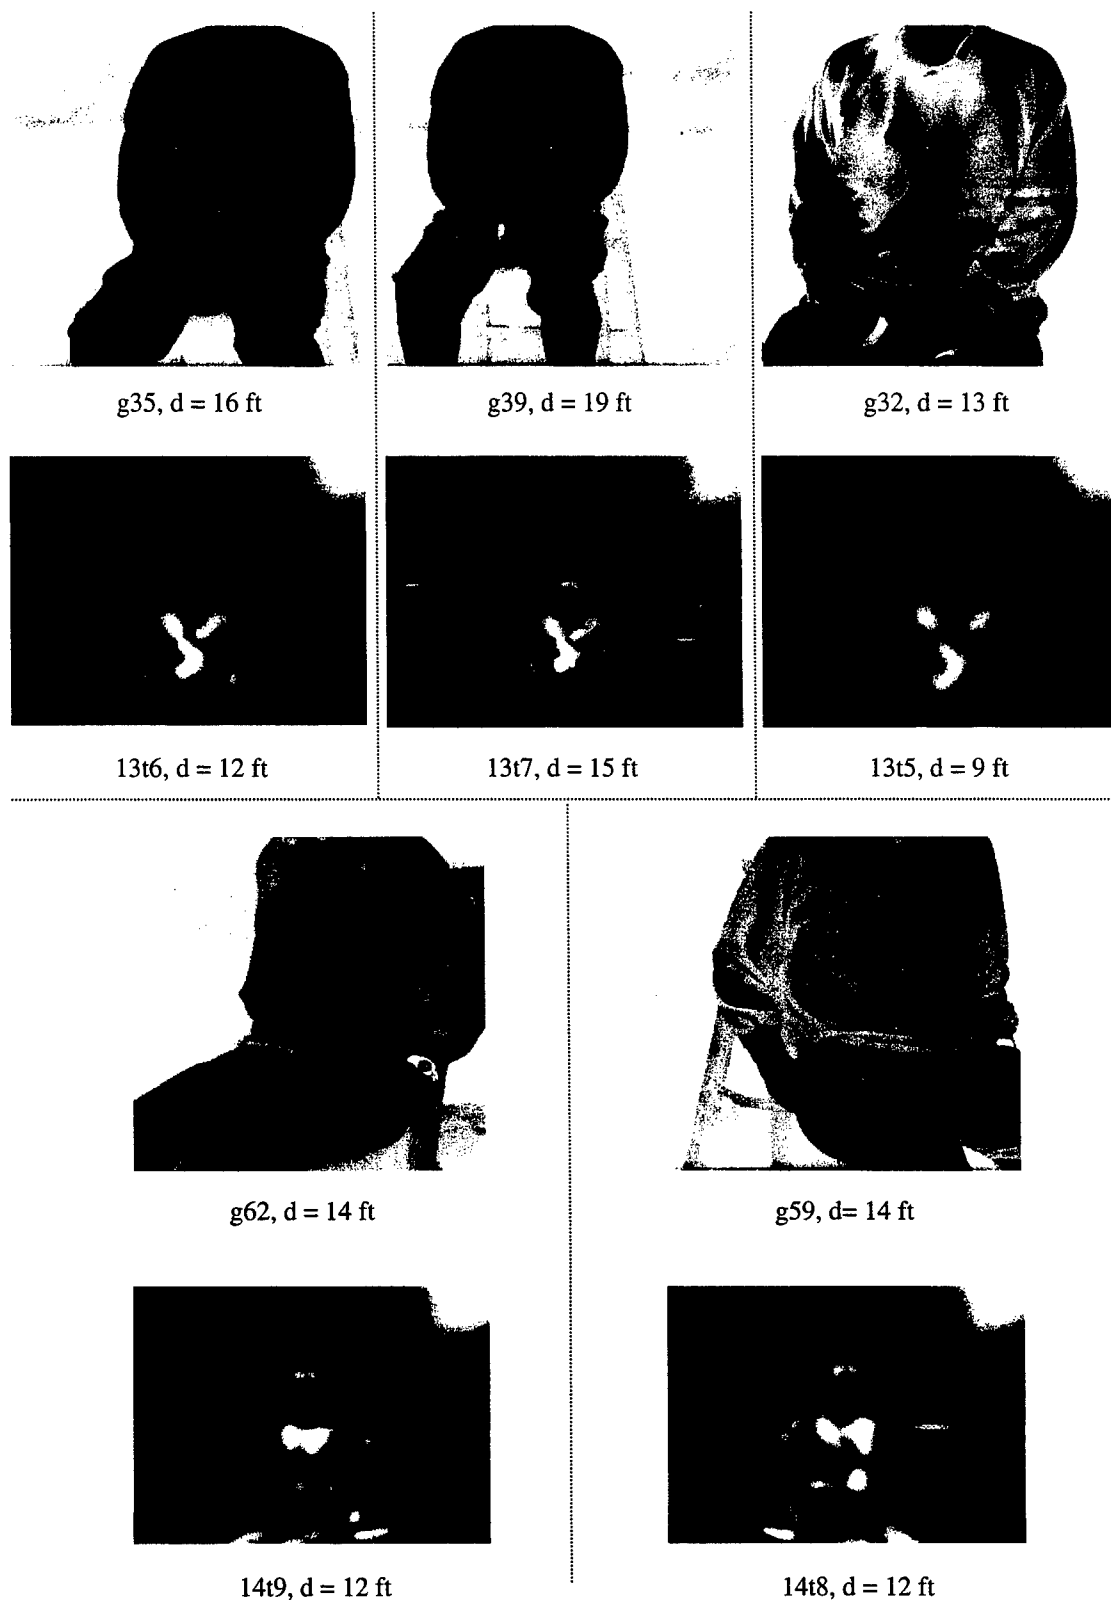 g35, d = 16 ft
g39, d = 19 ft
g32, d = 13 ft
13t6, d = 12 ft
13t7, d = 15 ft
13t5, d = 9 ft
g62, d = 14 ft
g59, d= 14 ft
14t9, d = 12 ft
14t8, d = 12 ft